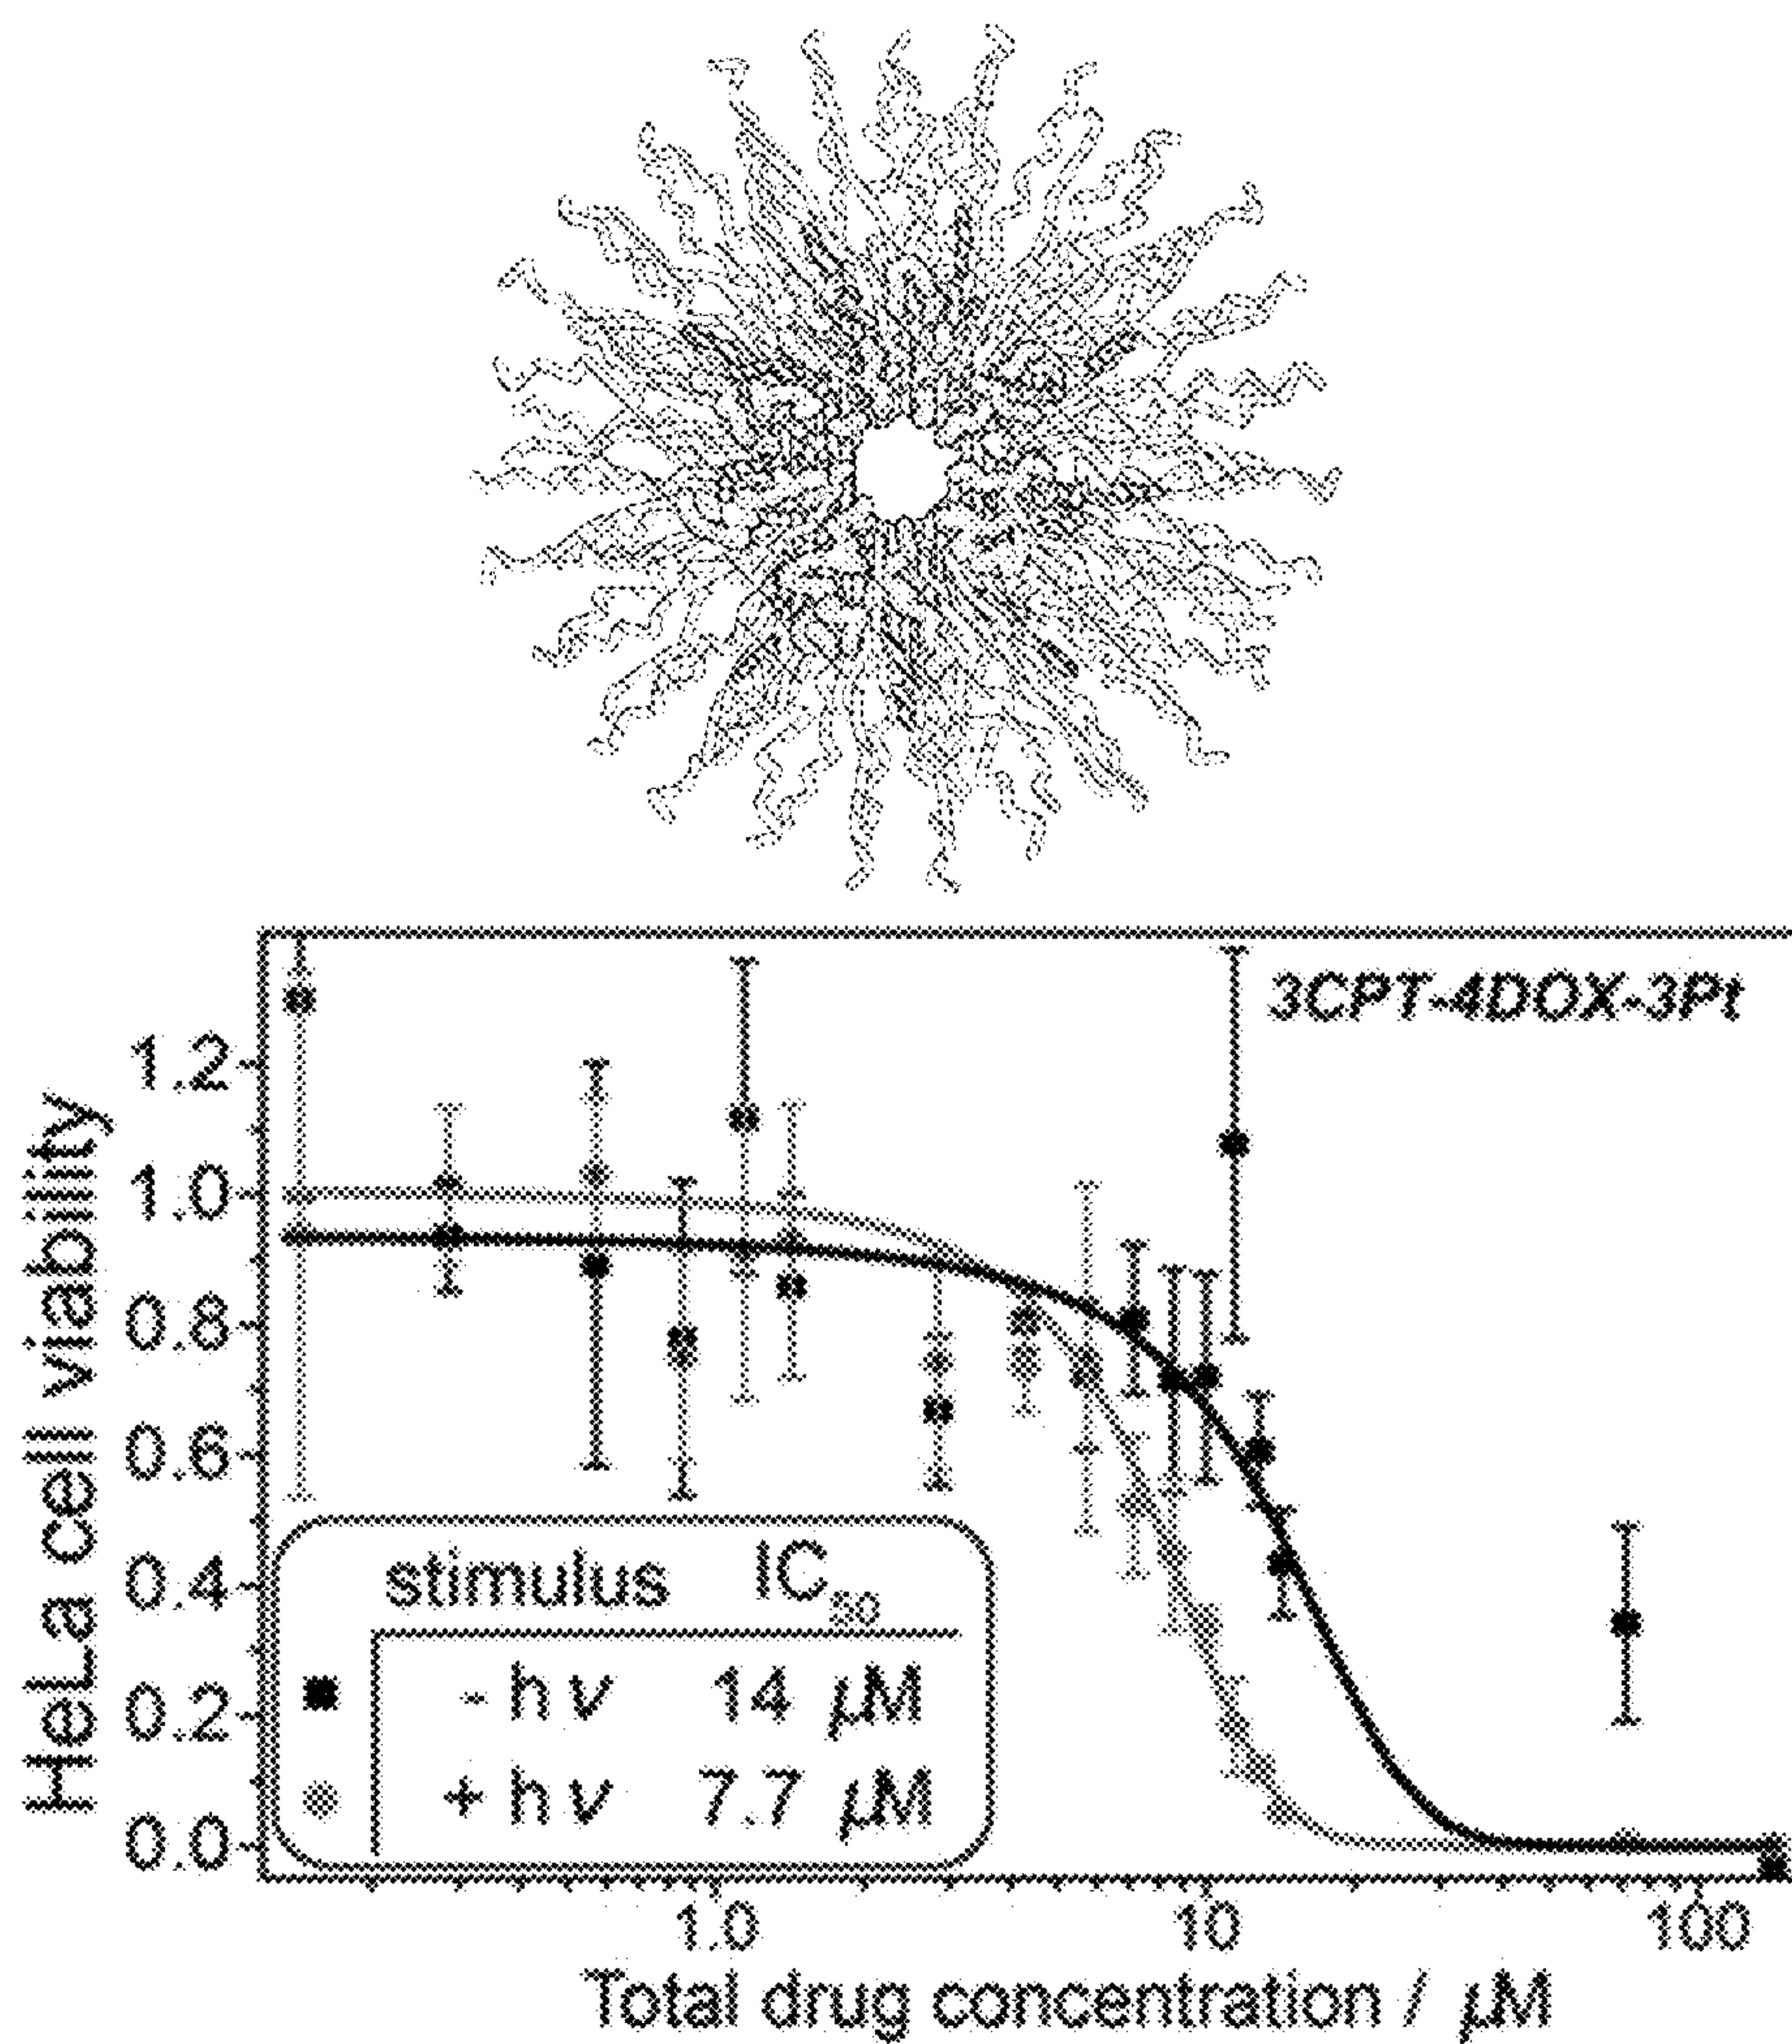 3CPT-4DOX-3Pt
HeLa cell viability
1.2
1.0
0.8
0.6
0.4
0.2
0.0
stimulus IC50
- hν 14 μM
+ hν 7.7 μM
1.0 10 100
Total drug concentration / μM